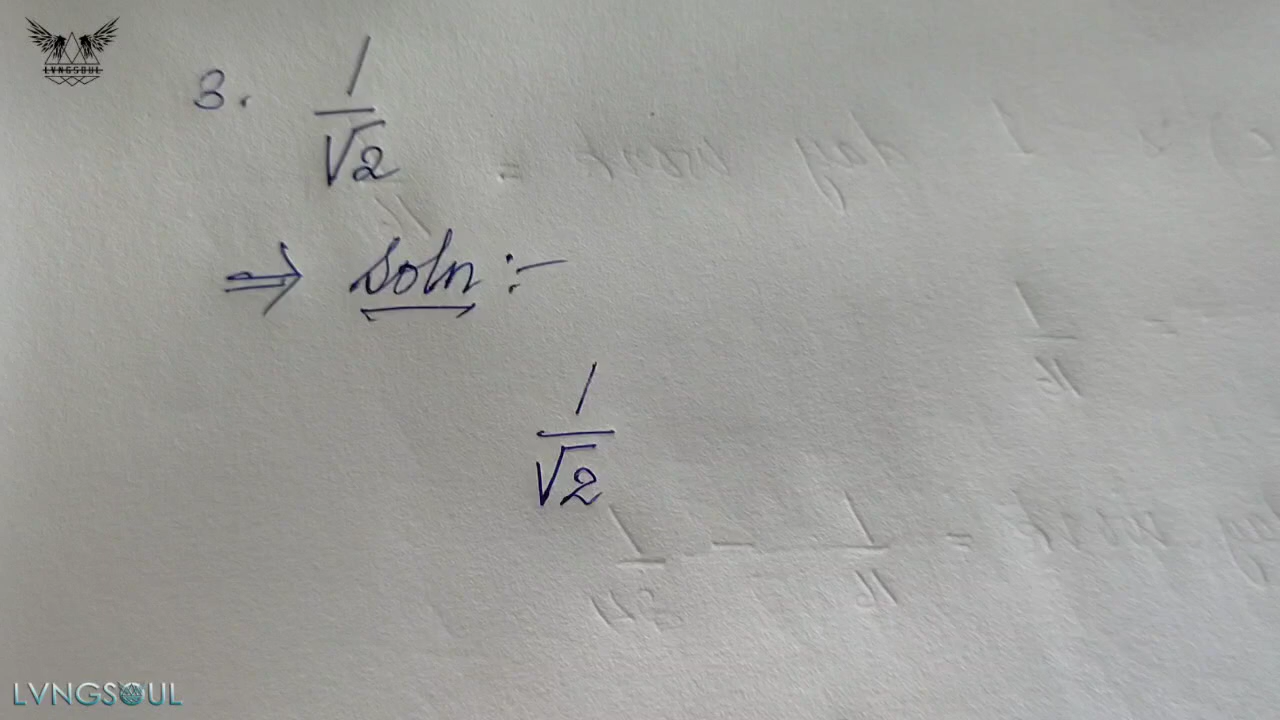 LVNGSOUL
3. 1/√2
⇒ Soln :-
1/√2
LVNGSOUL